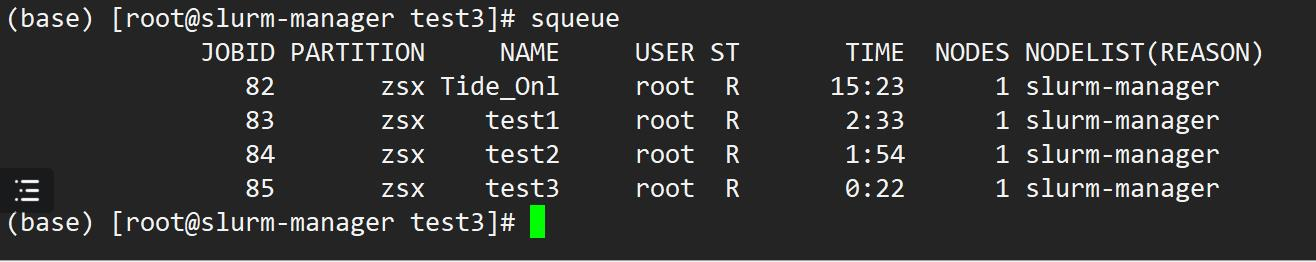 (base) [root@slurm-manager test3]# squeue
JOBID PARTITION NAME USER ST TIME NODES NODELIST(REASON)
82 zsx Tide_Onl root R 15:23 1 slurm-manager
83 zsx test1 root R 2:33 1 slurm-manager
84 zsx test2 root R 1:54 1 slurm-manager
85 zsx test3 root R 0:22 1 slurm-manager
(base) [root@slurm-manager test3]#